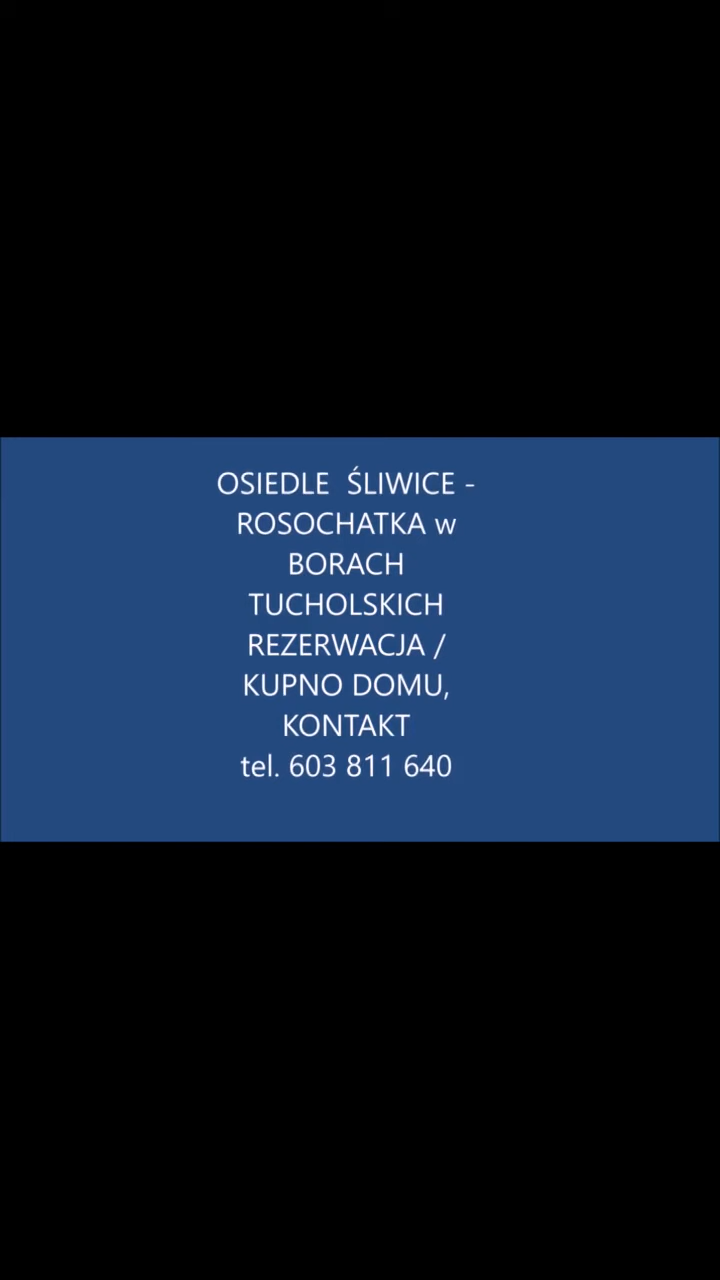 OSIEDLE  ŚLIWICE -
ROSOCHATKA w
BORACH
TUCHOLSKICH
REZERWACJA /
KUPNO DOMU,
KONTAKT
tel. 603 811 640